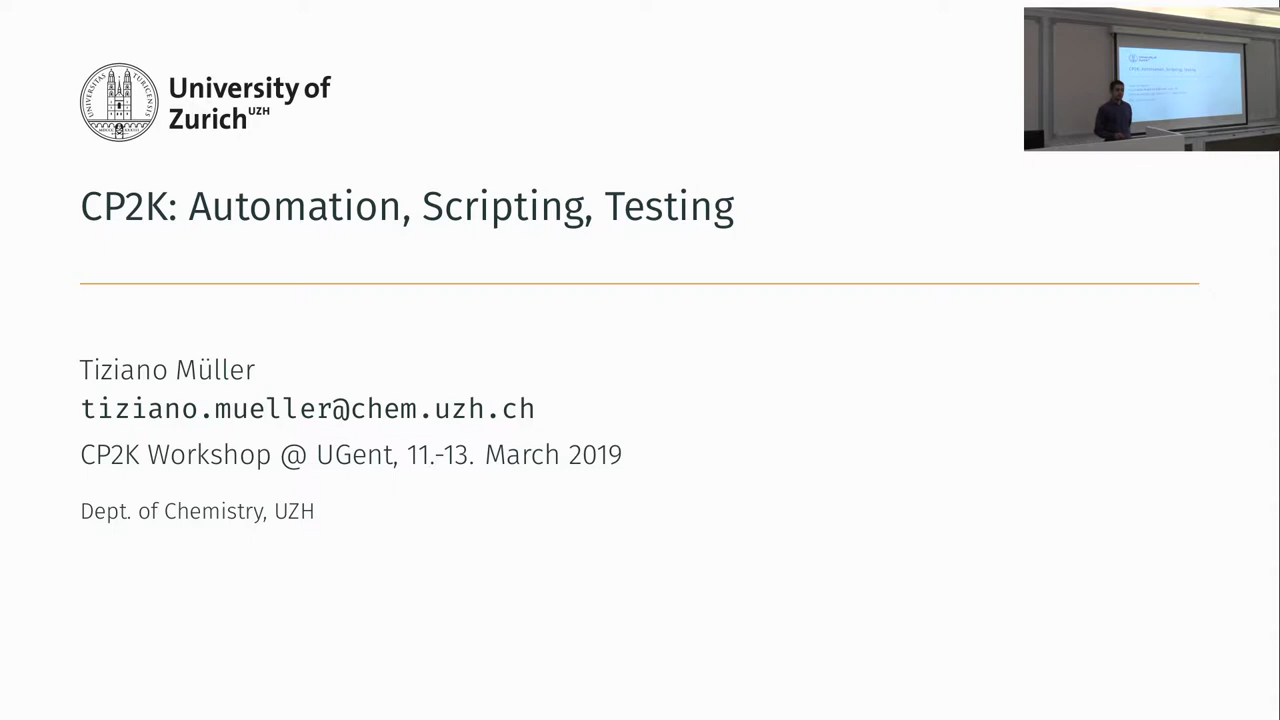 University of
Zurich UZH
CP2K: Automation, Scripting, Testing
Tiziano Müller
tiziano.mueller@chem.uzh.ch
CP2K Workshop @ UGent, 11.-13. March 2019
Dept. of Chemistry, UZH